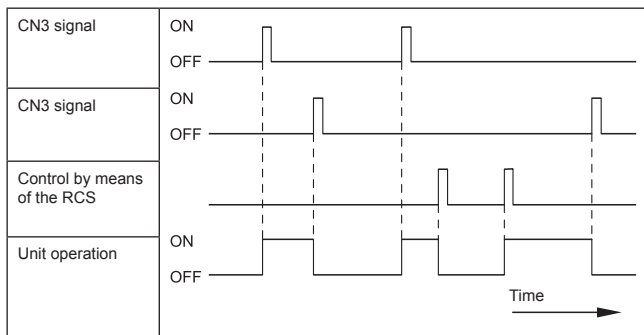 CN3 signal
ON
OFF
CN3 signal
ON
OFF
Control by means
of the RCS
Unit operation
ON
OFF
Time